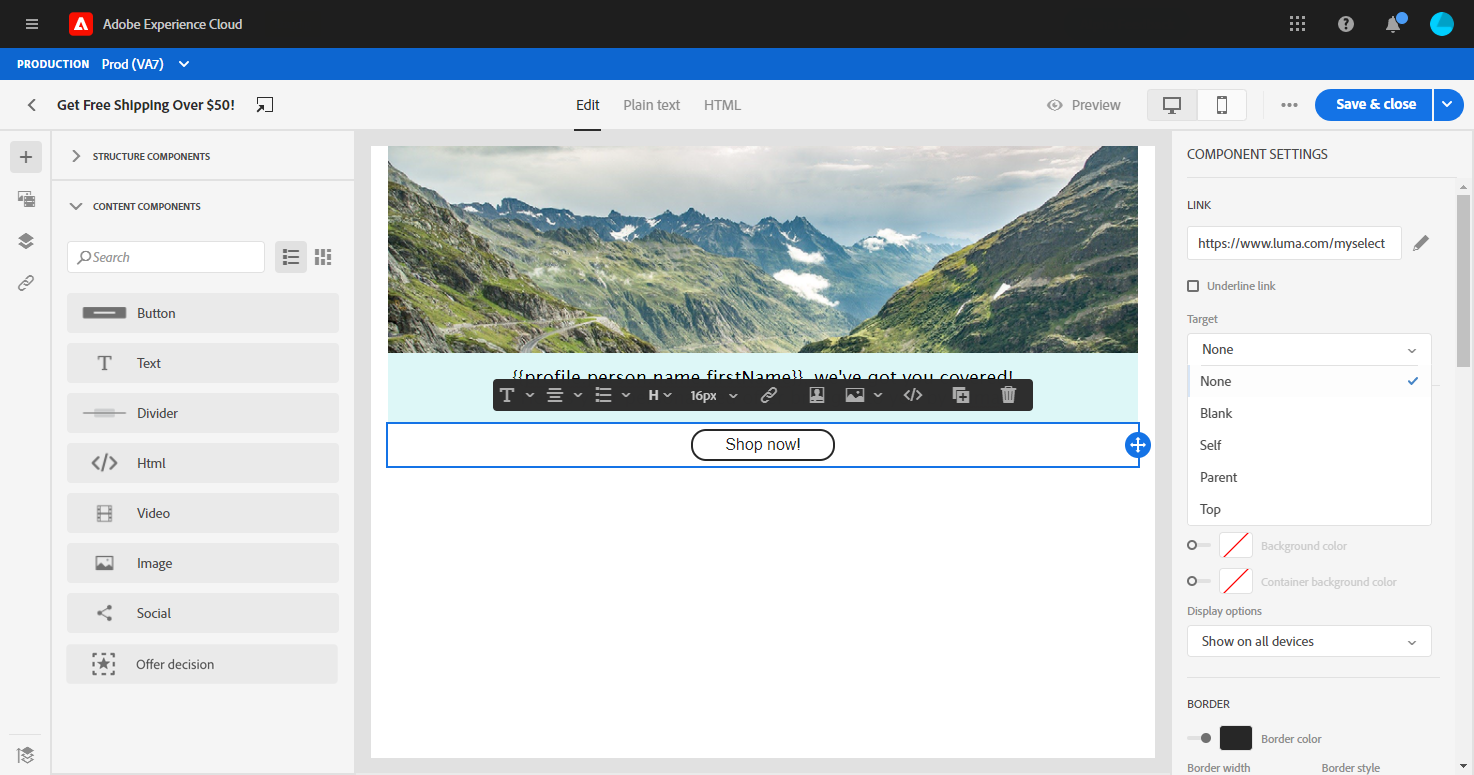 Adobe Experience Cloud
PRODUCTION Prod (VA7)
Get Free Shipping Over $50!
Edit Plain text HTML
Preview
Save & close
STRUCTURE COMPONENTS
CONTENT COMPONENTS
Search
Button
Text
Divider
Html
Video
Image
Social
Offer decision
{{profile.person.name.firstName}}, we've got you covered!
H 16px
Shop now!
COMPONENT SETTINGS
LINK
https://www.luma.com/myselect
Underline link
Target
None
None
Blank
Self
Parent
Top
Background color
Container background color
Display options
Show on all devices
BORDER
Border color
Border width Border style